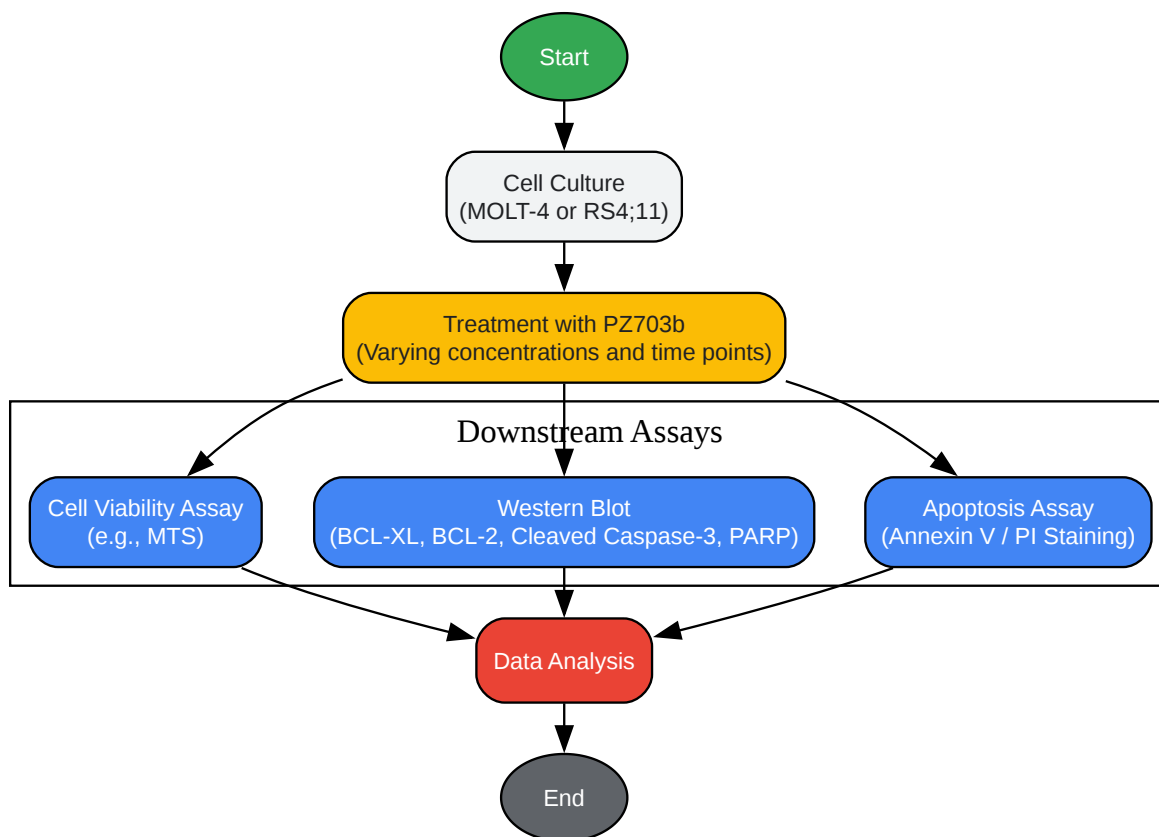 Start
Cell Culture
(MOLT-4 or RS4;11)
Treatment with PZ703b
(Varying concentrations and time points)
Downstream Assays
Cell Viability Assay
(e.g., MTS)
Western Blot
(BCL-XL, BCL-2, Cleaved Caspase-3, PARP)
Apoptosis Assay
(Annexin V / PI Staining)
Data Analysis
End